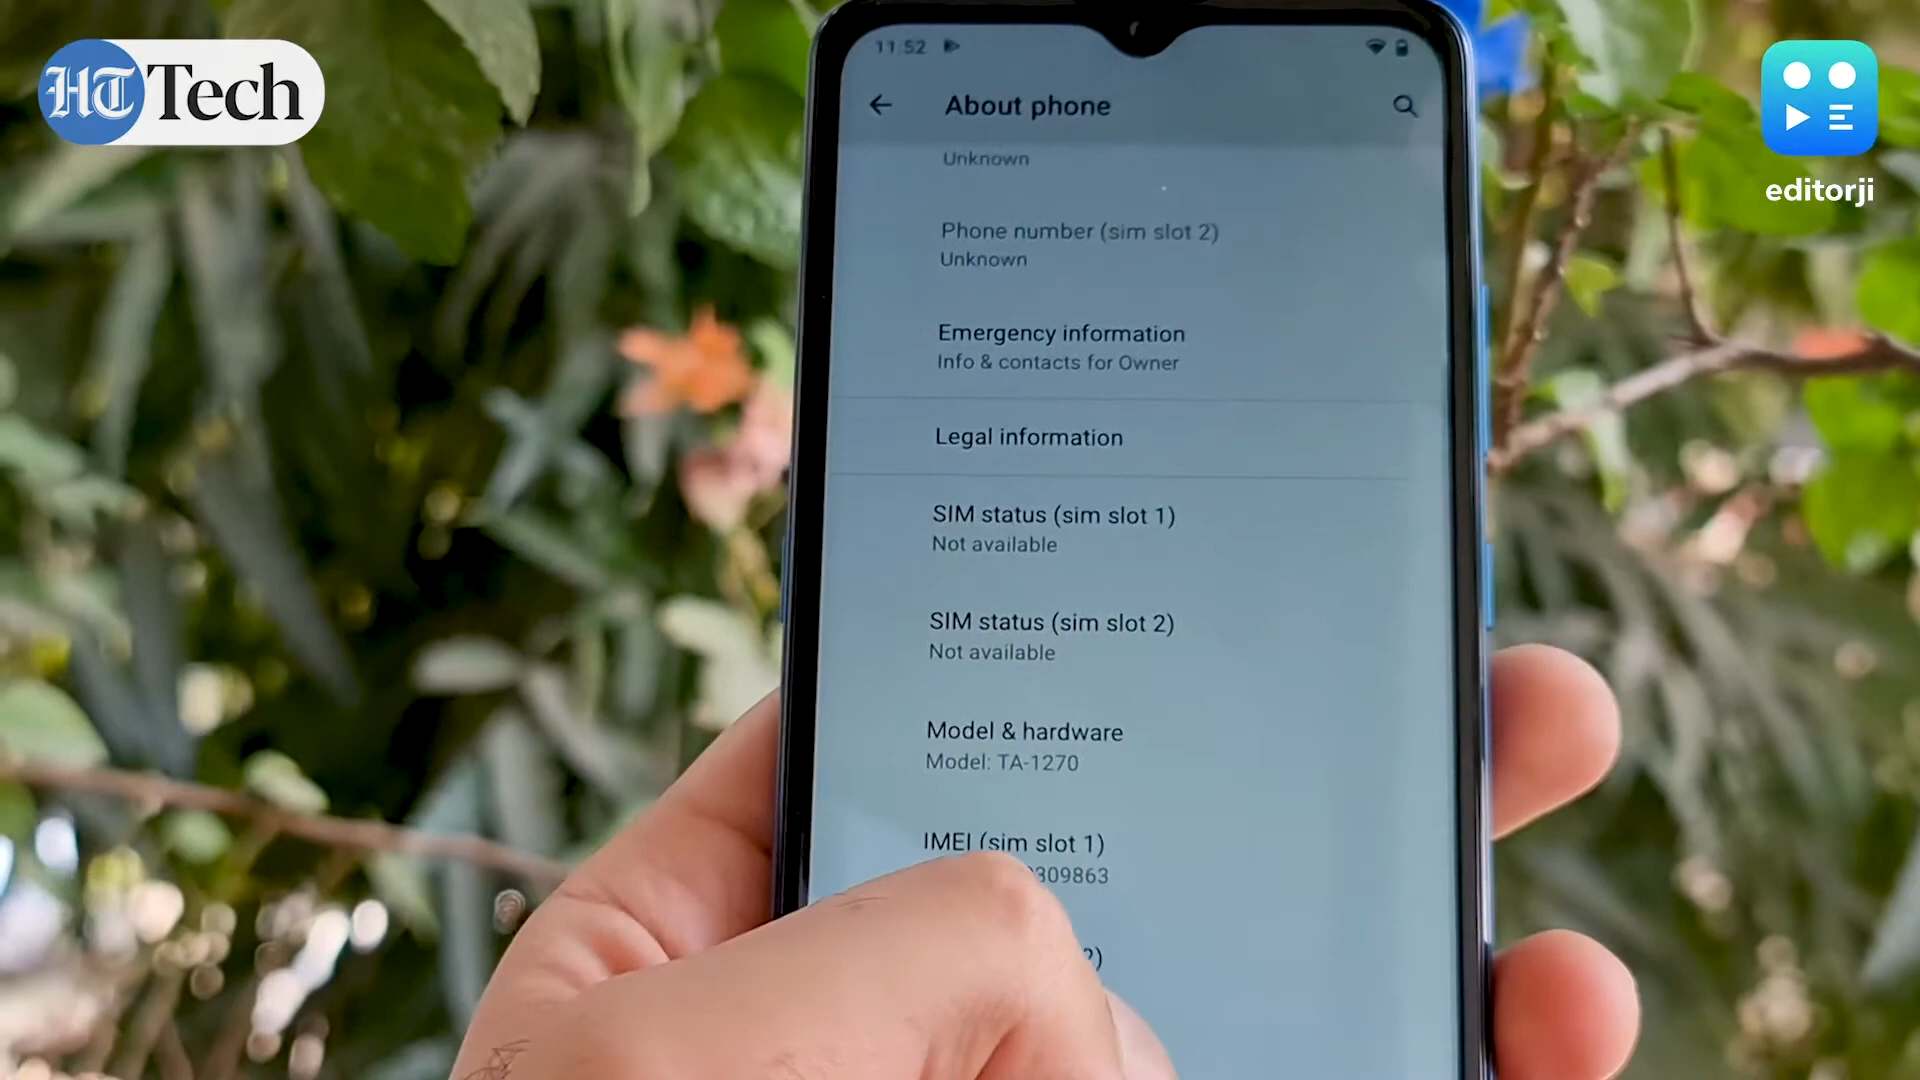 HT Tech
editorji
11:52
About phone
Unknown
Phone number (sim slot 2)
Unknown
Emergency information
Info & contacts for Owner
Legal information
SIM status (sim slot 1)
Not available
SIM status (sim slot 2)
Not available
Model & hardware
Model: TA-1270
IMEI (sim slot 1)
309863
2)